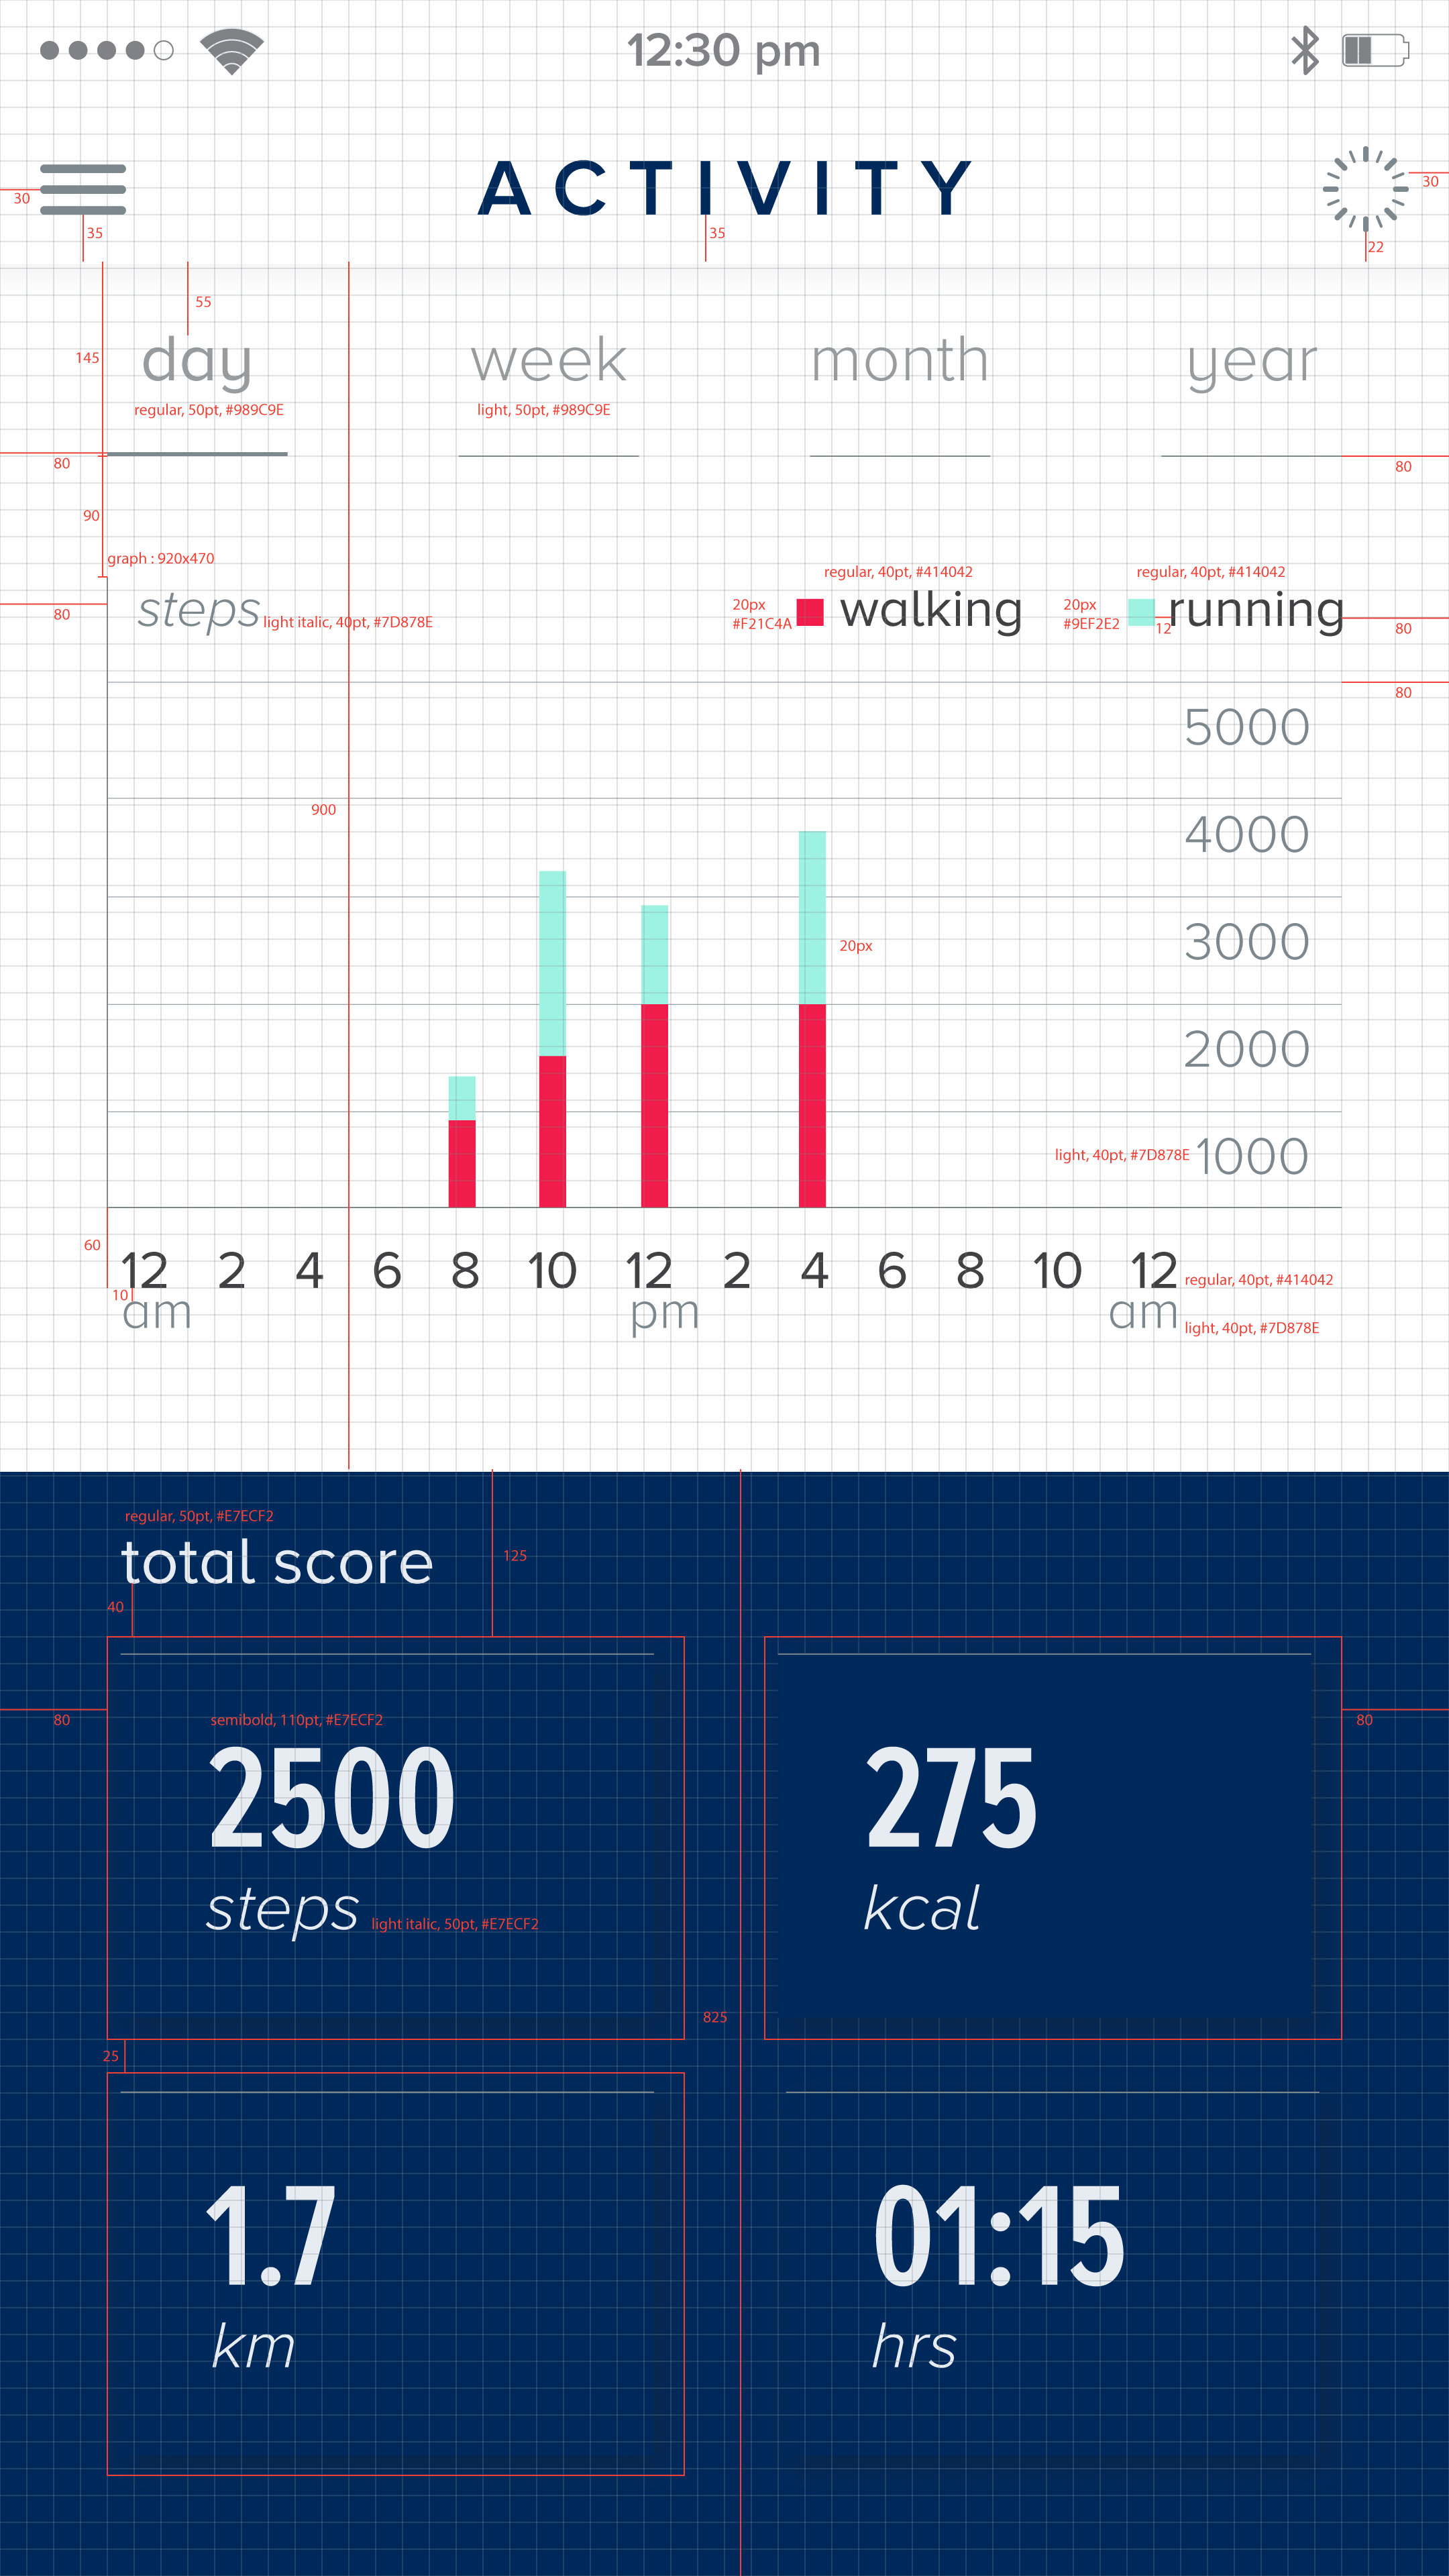 12:30 pm
ACTIVITY
30
35
35
30
22
55
145
day
week
month
year
regular, 50pt, #989C9E
light, 50pt, #989C9E
80
80
90
graph : 920x470
regular, 40pt, #414042
regular, 40pt, #414042
80
steps
light italic, 40pt, #7D878E
20px
#F21C4A
walking
20px
#9EF2E2
12
running
80
80
5000
900
4000
3000
20px
2000
light, 40pt, #7D878E
1000
60
12 2 4 6 8 10 12 2 4 6 8 10 12
regular, 40pt, #414042
10
am pm am
light, 40pt, #7D878E
regular, 50pt, #E7ECF2
total score
125
40
80
80
semibold, 110pt, #E7ECF2
2500
275
steps
light italic, 50pt, #E7ECF2
kcal
825
25
1.7
01:15
km
hrs